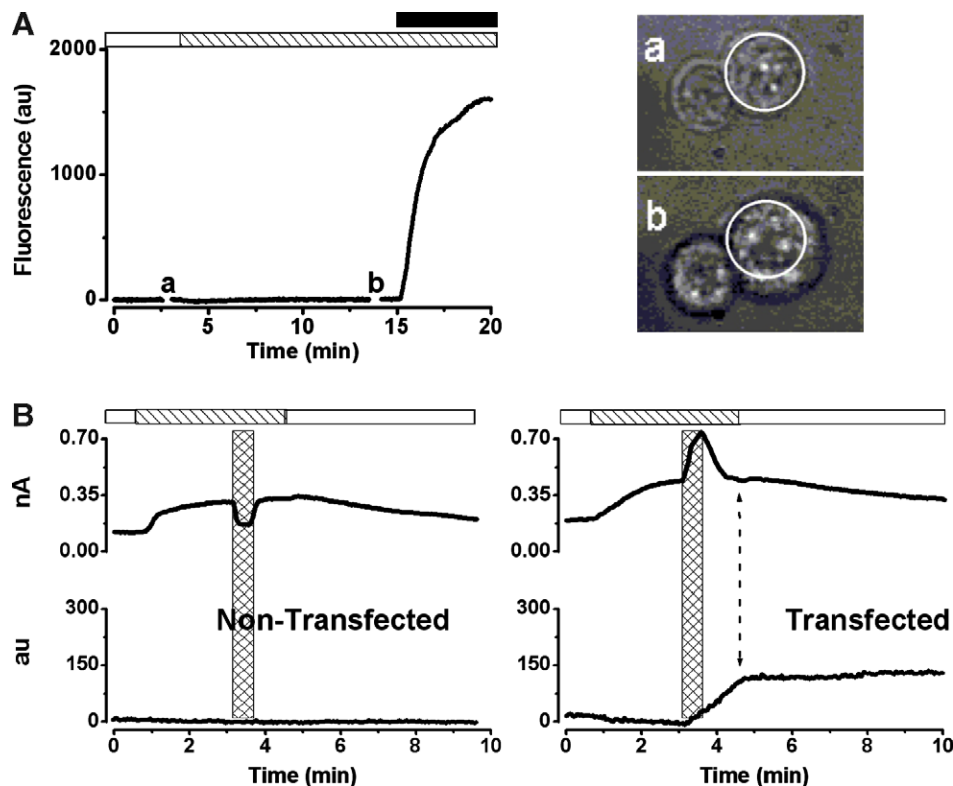 A
2000
1000
0
Fluorescence (au)
a
b
0
5
10
15
20
Time (min)
a
b
B
0.70
0.35
0.00
nA
300
150
0
au
Non-Transfected
0
2
4
6
8
10
Time (min)
0.70
0.35
0.00
300
150
0
Transfected
0
2
4
6
8
10
Time (min)